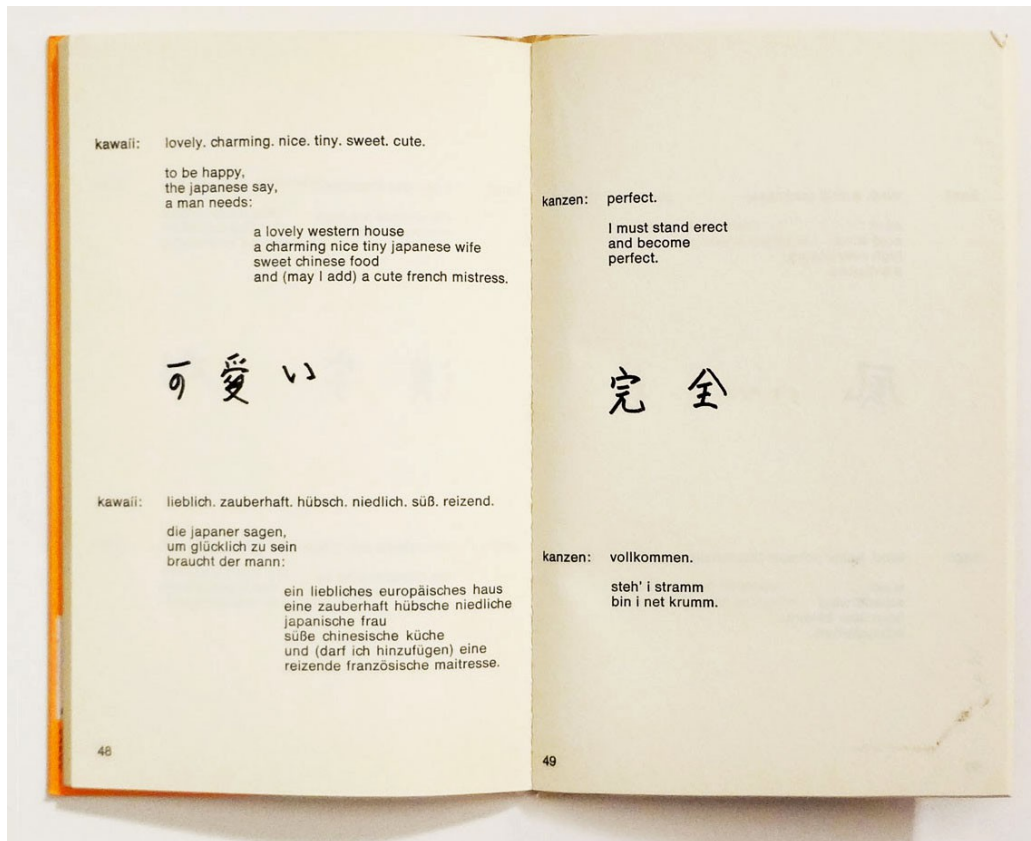 kawaii: lovely. charming. nice. tiny. sweet. cute.
to be happy,
the japanese say,
a man needs:
a lovely western house
a charming nice tiny japanese wife
sweet chinese food
and (may I add) a cute french mistress.
可愛い
kawaii: lieblich. zauberhaft. hübsch. niedlich. süß. reizend.
die japaner sagen,
um glücklich zu sein
braucht der mann:
ein liebliches europäisches haus
eine zauberhaft hübsche niedliche
japanische frau
süße chinesische küche
und (darf ich hinzufügen) eine
reizende französische maitresse.
48
kanzen: perfect.
I must stand erect
and become
perfect.
完全
kanzen: vollkommen.
steh' i stramm
bin i net krumm.
49